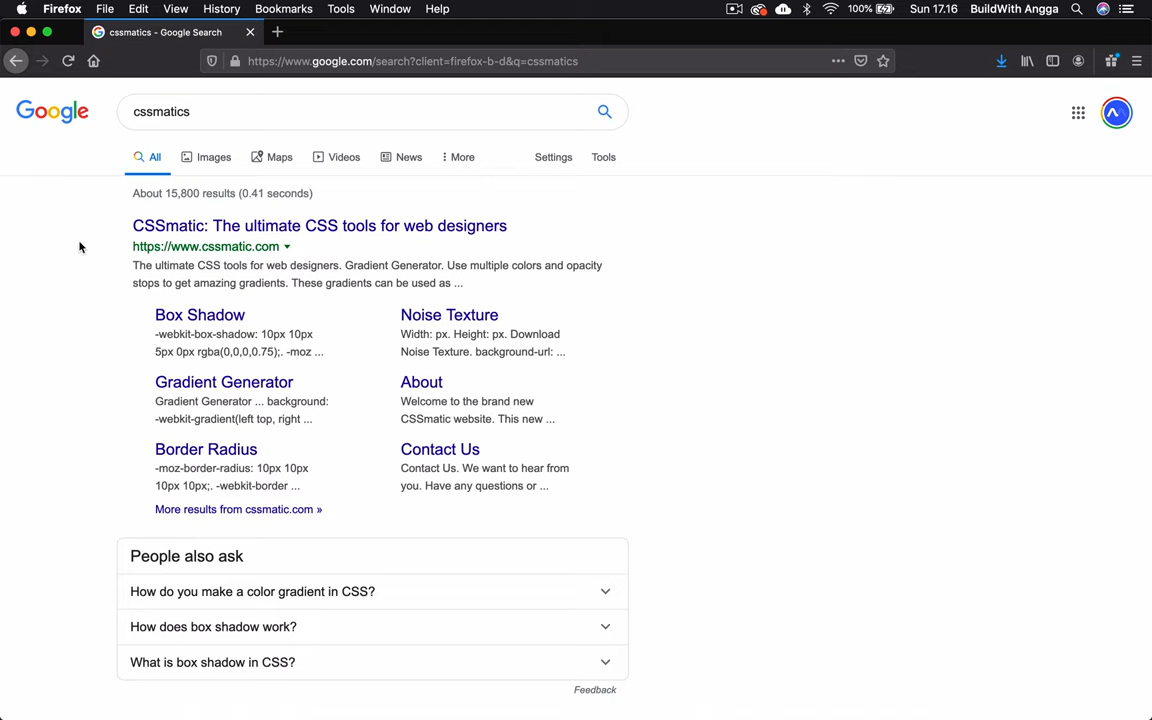 Firefox File Edit View History Bookmarks Tools Window Help 100% Sun 17.16 BuildWith Angga
cssmatics - Google Search
https://www.google.com/search?client=firefox-b-d&q=cssmatics
Google
cssmatics
All Images Maps Videos News More Settings Tools
About 15,800 results (0.41 seconds)
CSSmatic: The ultimate CSS tools for web designers
https://www.cssmatic.com
The ultimate CSS tools for web designers. Gradient Generator. Use multiple colors and opacity
stops to get amazing gradients. These gradients can be used as ...
Box Shadow
-webkit-box-shadow: 10px 10px
5px 0px rgba(0,0,0,0.75);. -moz ...
Noise Texture
Width: px. Height: px. Download
Noise Texture. background-url: ...
Gradient Generator
Gradient Generator ... background:
-webkit-gradient(left top, right ...
About
Welcome to the brand new
CSSmatic website. This new ...
Border Radius
-moz-border-radius: 10px 10px
10px 10px;. -webkit-border ...
Contact Us
Contact Us. We want to hear from
you. Have any questions or ...
More results from cssmatic.com »
People also ask
How do you make a color gradient in CSS?
How does box shadow work?
What is box shadow in CSS?
Feedback